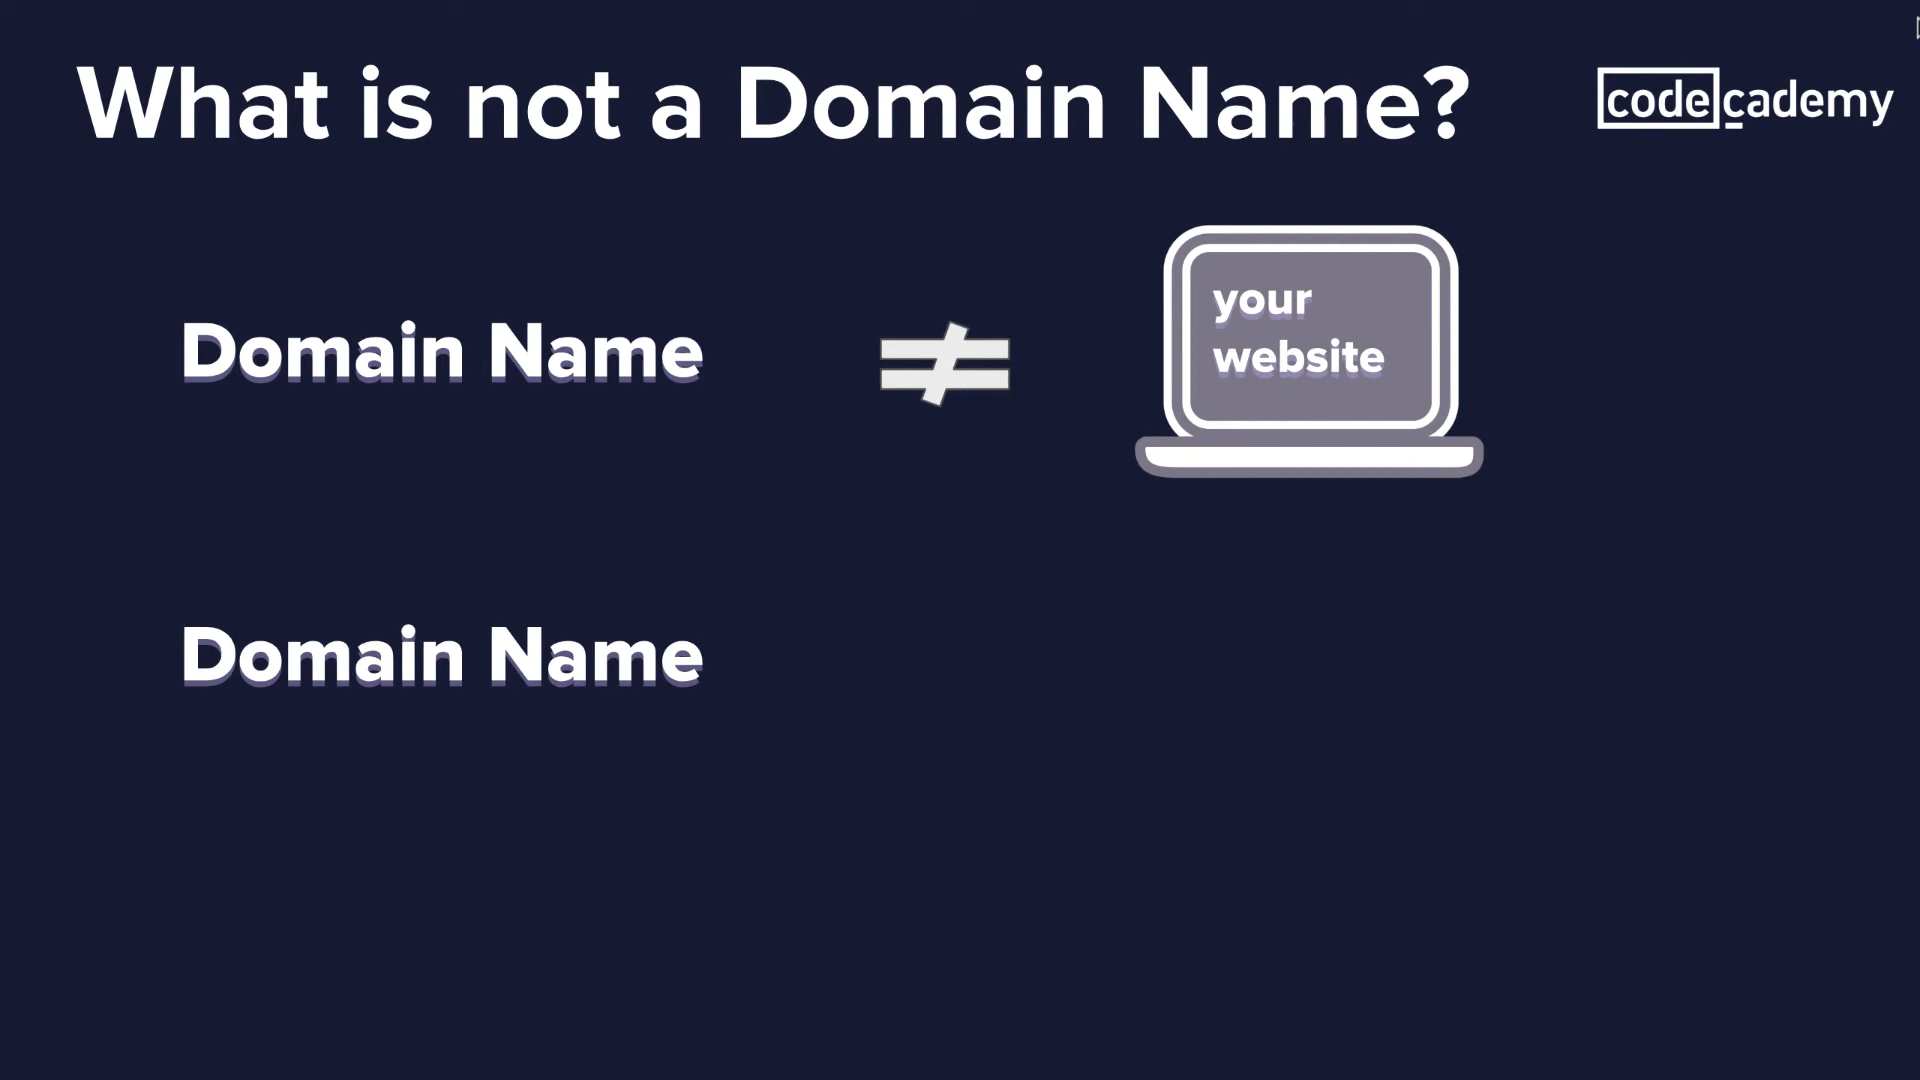 What is not a Domain Name?
codecademy
Domain Name ≠
your
website
Domain Name